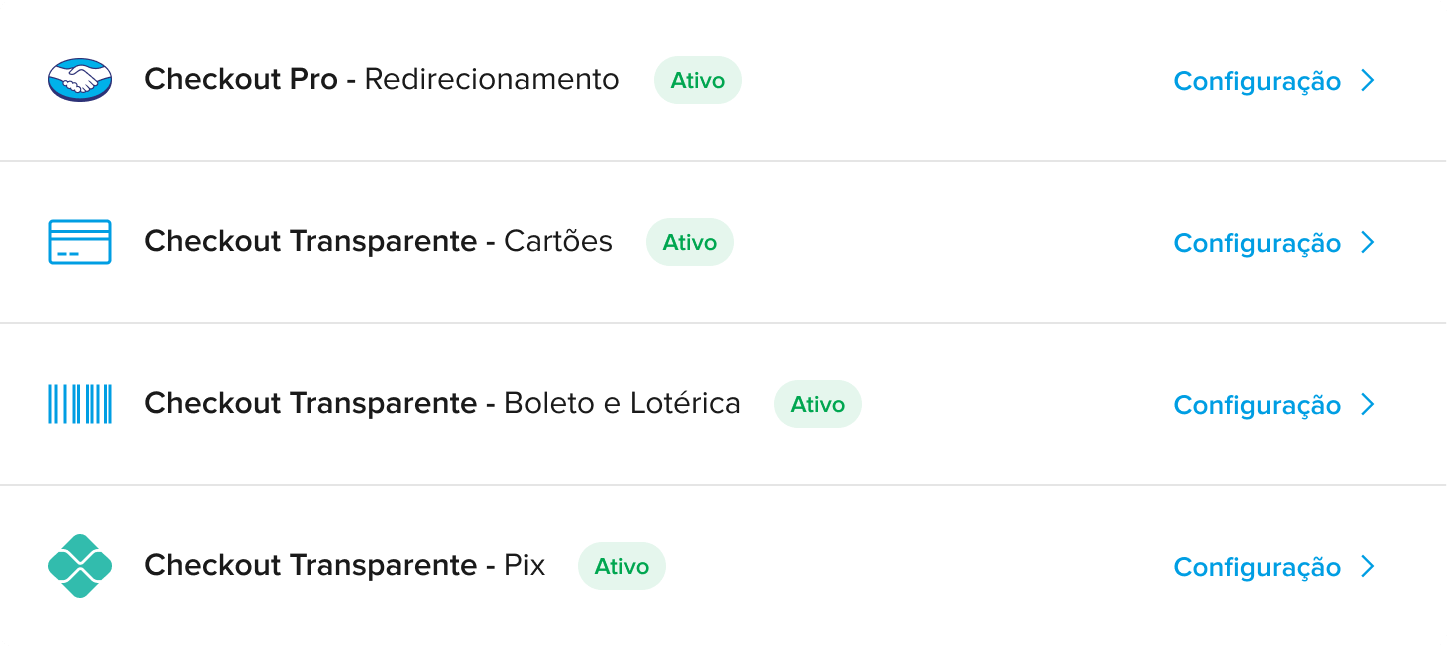 Checkout Pro - Redirecionamento Ativo Configuração
Checkout Transparente - Cartões Ativo Configuração
Checkout Transparente - Boleto e Lotérica Ativo Configuração
Checkout Transparente - Pix Ativo Configuração